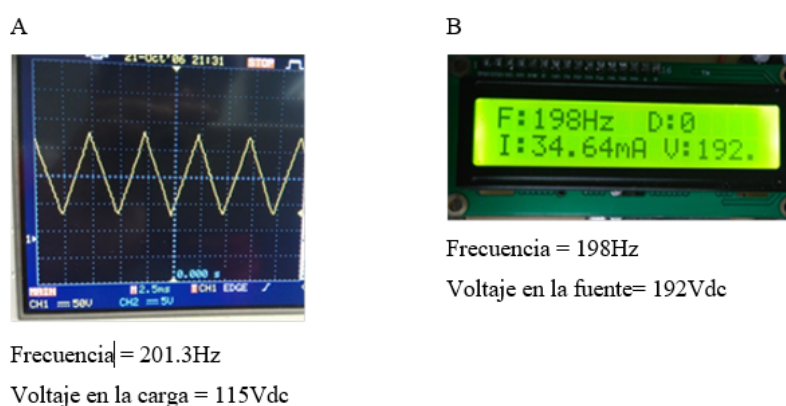 A
B
21-Oct'06 21:31 STOP
1
0.000 s
MAIN M 2.5ms CH1 EDGE
CH1 50V CH2 5V
F:198Hz D:0
I:34.64mA V:192.
Frecuencia = 201.3Hz
Voltaje en la carga = 115Vdc
Frecuencia = 198Hz
Voltaje en la fuente= 192Vdc